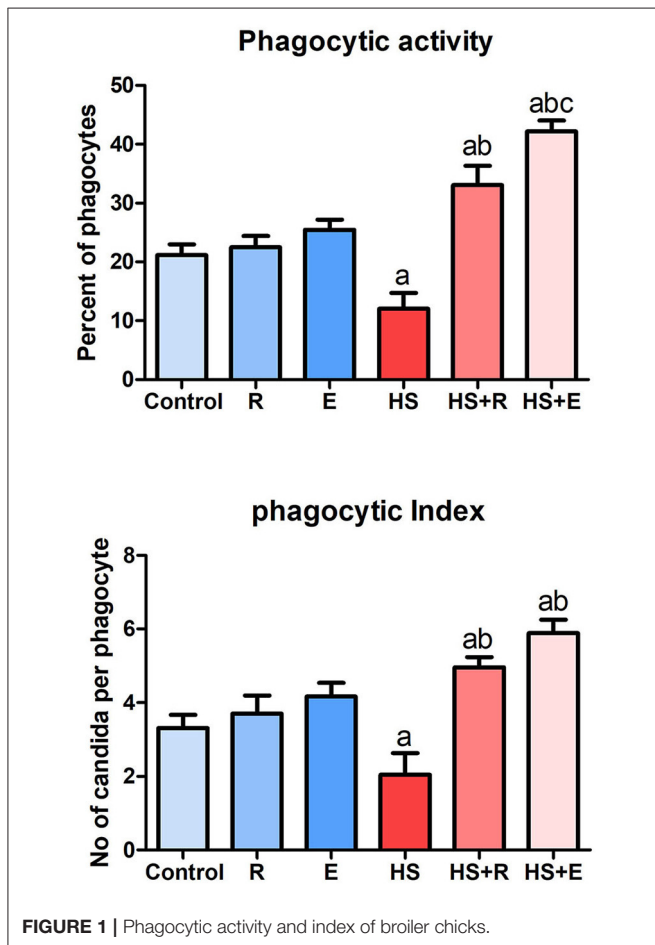 Phagocytic activity
Percent of phagocytes
50
40
30
20
10
0
a
ab
abc
Control R E HS HS+R HS+E
phagocytic Index
No of candida per phagocyte
8
6
4
2
0
a
ab
ab
Control R E HS HS+R HS+E
FIGURE 1 | Phagocytic activity and index of broiler chicks.